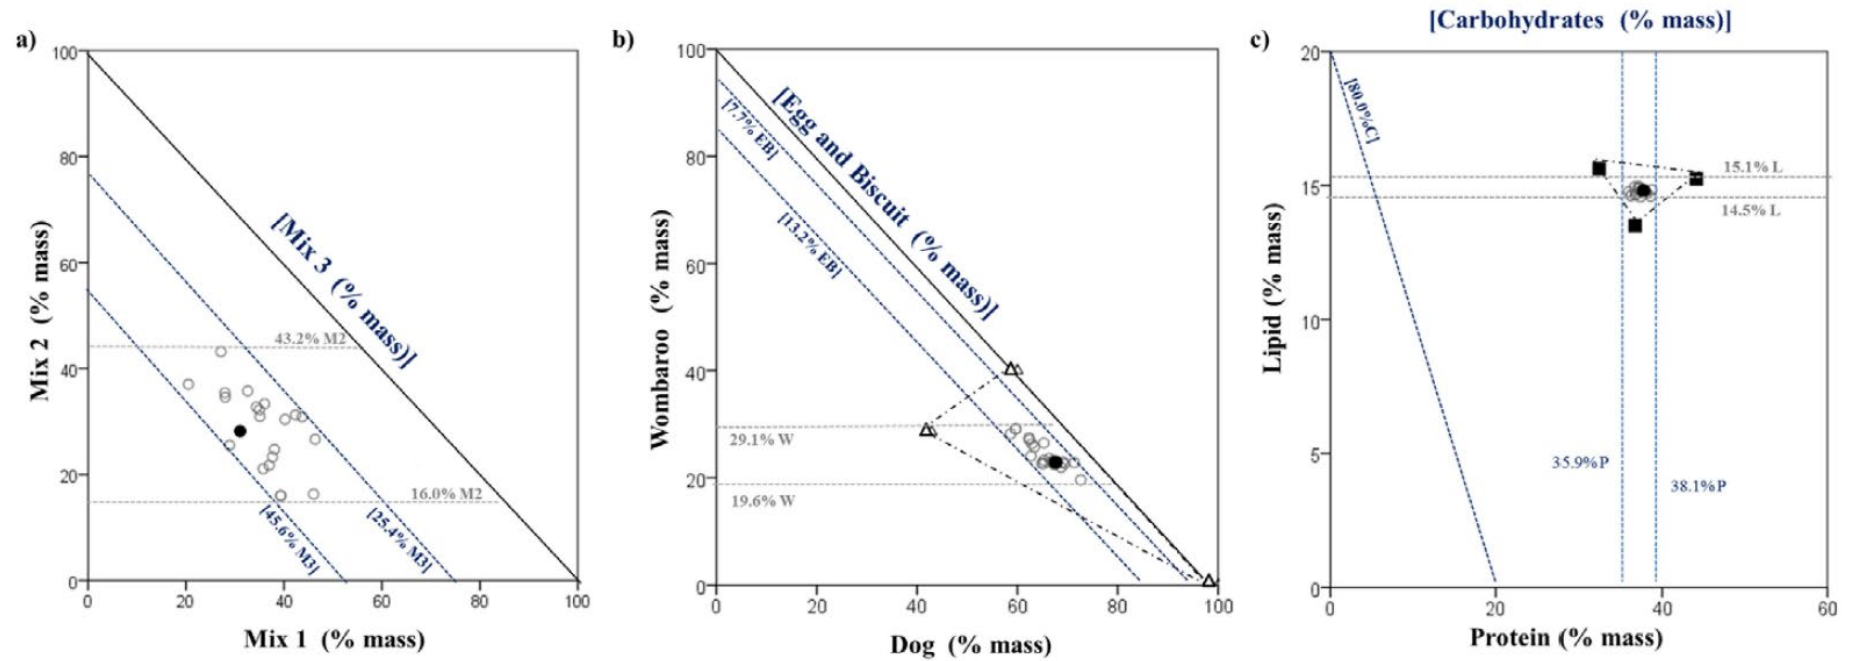 a)
100
80
60
40
20
0
0 20 40 60 80 100
Mix 2 (% mass)
Mix 1 (% mass)
[Mix 3 (% mass)]
43.2% M2
16.0% M2
[45.6% M3]
[25.4% M3]
b)
100
80
60
40
20
0
0 20 40 60 80 100
Wombaroo (% mass)
Dog (% mass)
[Egg and Biscuit (% mass)]
[7.7% EB]
[13.2% EB]
29.1% W
19.6% W
c)
[Carbohydrates (% mass)]
20
15
10
5
0
0 20 40 60
Lipid (% mass)
Protein (% mass)
[80.0%C]
15.1% L
14.5% L
35.9%P
38.1%P